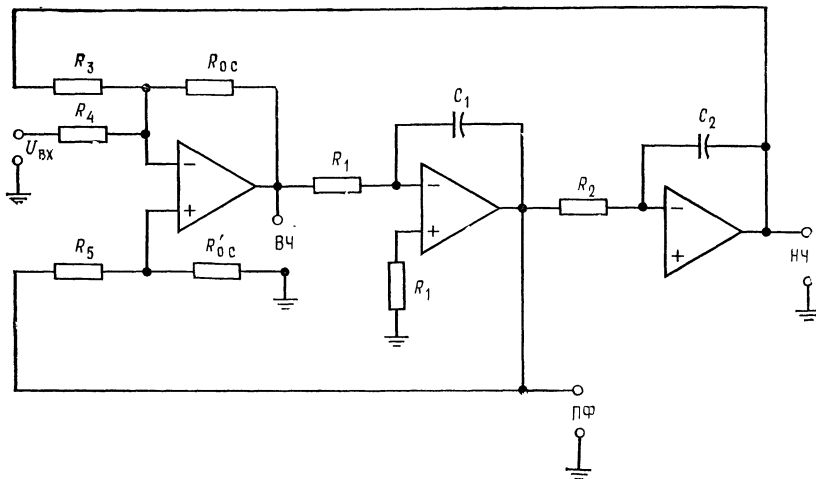 R₃
Rос
R₄
Uвх
C₁
C₂
R₁
R₂
−
+
−
+
−
+
ВЧ
R₅
R′ос
R₁
НЧ
ПФ